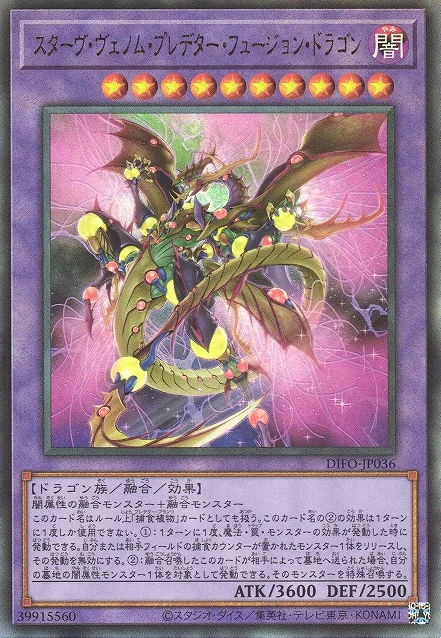 スターヴ・ヴェノム・プレデター・フュージョン・ドラゴン
闇
DIFO-JP036
【ドラゴン族／融合／効果】
闇属性の融合モンスター＋融合モンスター
このカード名はルール上「捕食植物」カードとしても扱う。このカード名の②の効果は1ターン
に1度しか使用できない。①：1ターンに1度、魔法・罠・モンスターの効果が発動した時に
発動できる。自分または相手フィールドの捕食カウンターが置かれたモンスター1体をリリースし、
その発動を無効にする。②：融合召喚したこのカードが相手によって墓地へ送られた場合、自分
の墓地の闇属性モンスター1体を対象として発動できる。そのモンスターを特殊召喚する。
ATK/3600 DEF/2500
39915560 ©スタジオ・ダイス／集英社・テレビ東京・KONAMI